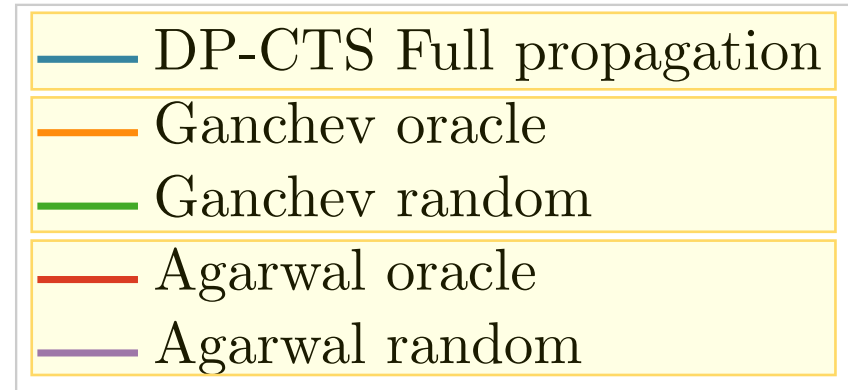 DP-CTS Full propagation
Ganchev oracle
Ganchev random
Agarwal oracle
Agarwal random